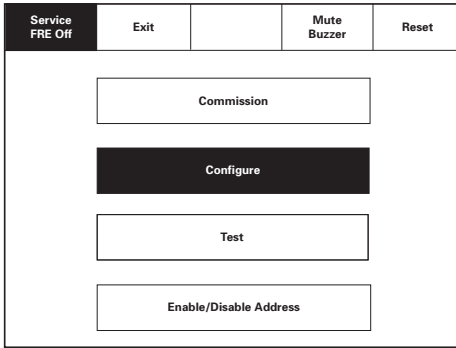 Service
FRE Off
Exit
Mute
Buzzer
Reset
Commission
Configure
Test
Enable/Disable Address